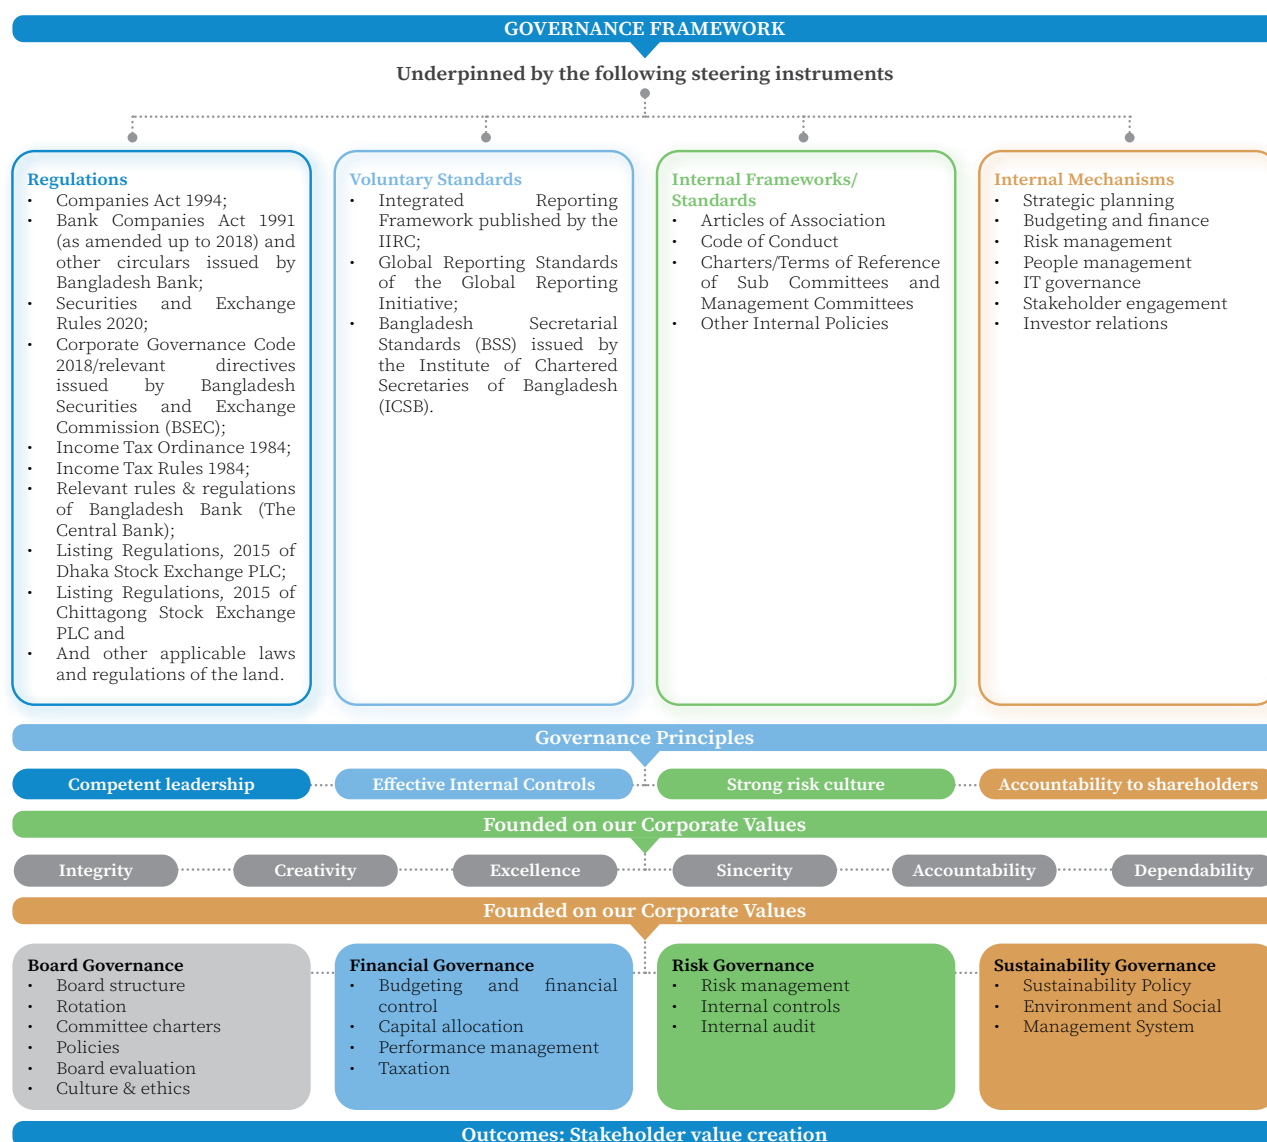 GOVERNANCE FRAMEWORK
Underpinned by the following steering instruments
Regulations
• Companies Act 1994;
• Bank Companies Act 1991
(as amended up to 2018) and
other circulars issued by
Bangladesh Bank;
• Securities and Exchange
Rules 2020;
• Corporate Governance Code
2018/relevant directives
issued by Bangladesh
Securities and Exchange
Commission (BSEC);
• Income Tax Ordinance 1984;
• Income Tax Rules 1984;
• Relevant rules & regulations
of Bangladesh Bank (The
Central Bank);
• Listing Regulations, 2015 of
Dhaka Stock Exchange PLC;
• Listing Regulations, 2015 of
Chittagong Stock Exchange
PLC and
• And other applicable laws
and regulations of the land.
Voluntary Standards
• Integrated Reporting
Framework published by the
IIRC;
• Global Reporting Standards
of the Global Reporting
Initiative;
• Bangladesh Secretarial
Standards (BSS) issued by
the Institute of Chartered
Secretaries of Bangladesh
(ICSB).
Internal Frameworks/
Standards
• Articles of Association
• Code of Conduct
• Charters/Terms of Reference
of Sub Committees and
Management Committees
• Other Internal Policies
Internal Mechanisms
• Strategic planning
• Budgeting and finance
• Risk management
• People management
• IT governance
• Stakeholder engagement
• Investor relations
Governance Principles
Competent leadership
Effective Internal Controls
Strong risk culture
Accountability to shareholders
Founded on our Corporate Values
Integrity
Creativity
Excellence
Sincerity
Accountability
Dependability
Founded on our Corporate Values
Board Governance
• Board structure
• Rotation
• Committee charters
• Policies
• Board evaluation
• Culture & ethics
Financial Governance
• Budgeting and financial
control
• Capital allocation
• Performance management
• Taxation
Risk Governance
• Risk management
• Internal controls
• Internal audit
Sustainability Governance
• Sustainability Policy
• Environment and Social
• Management System
Outcomes: Stakeholder value creation